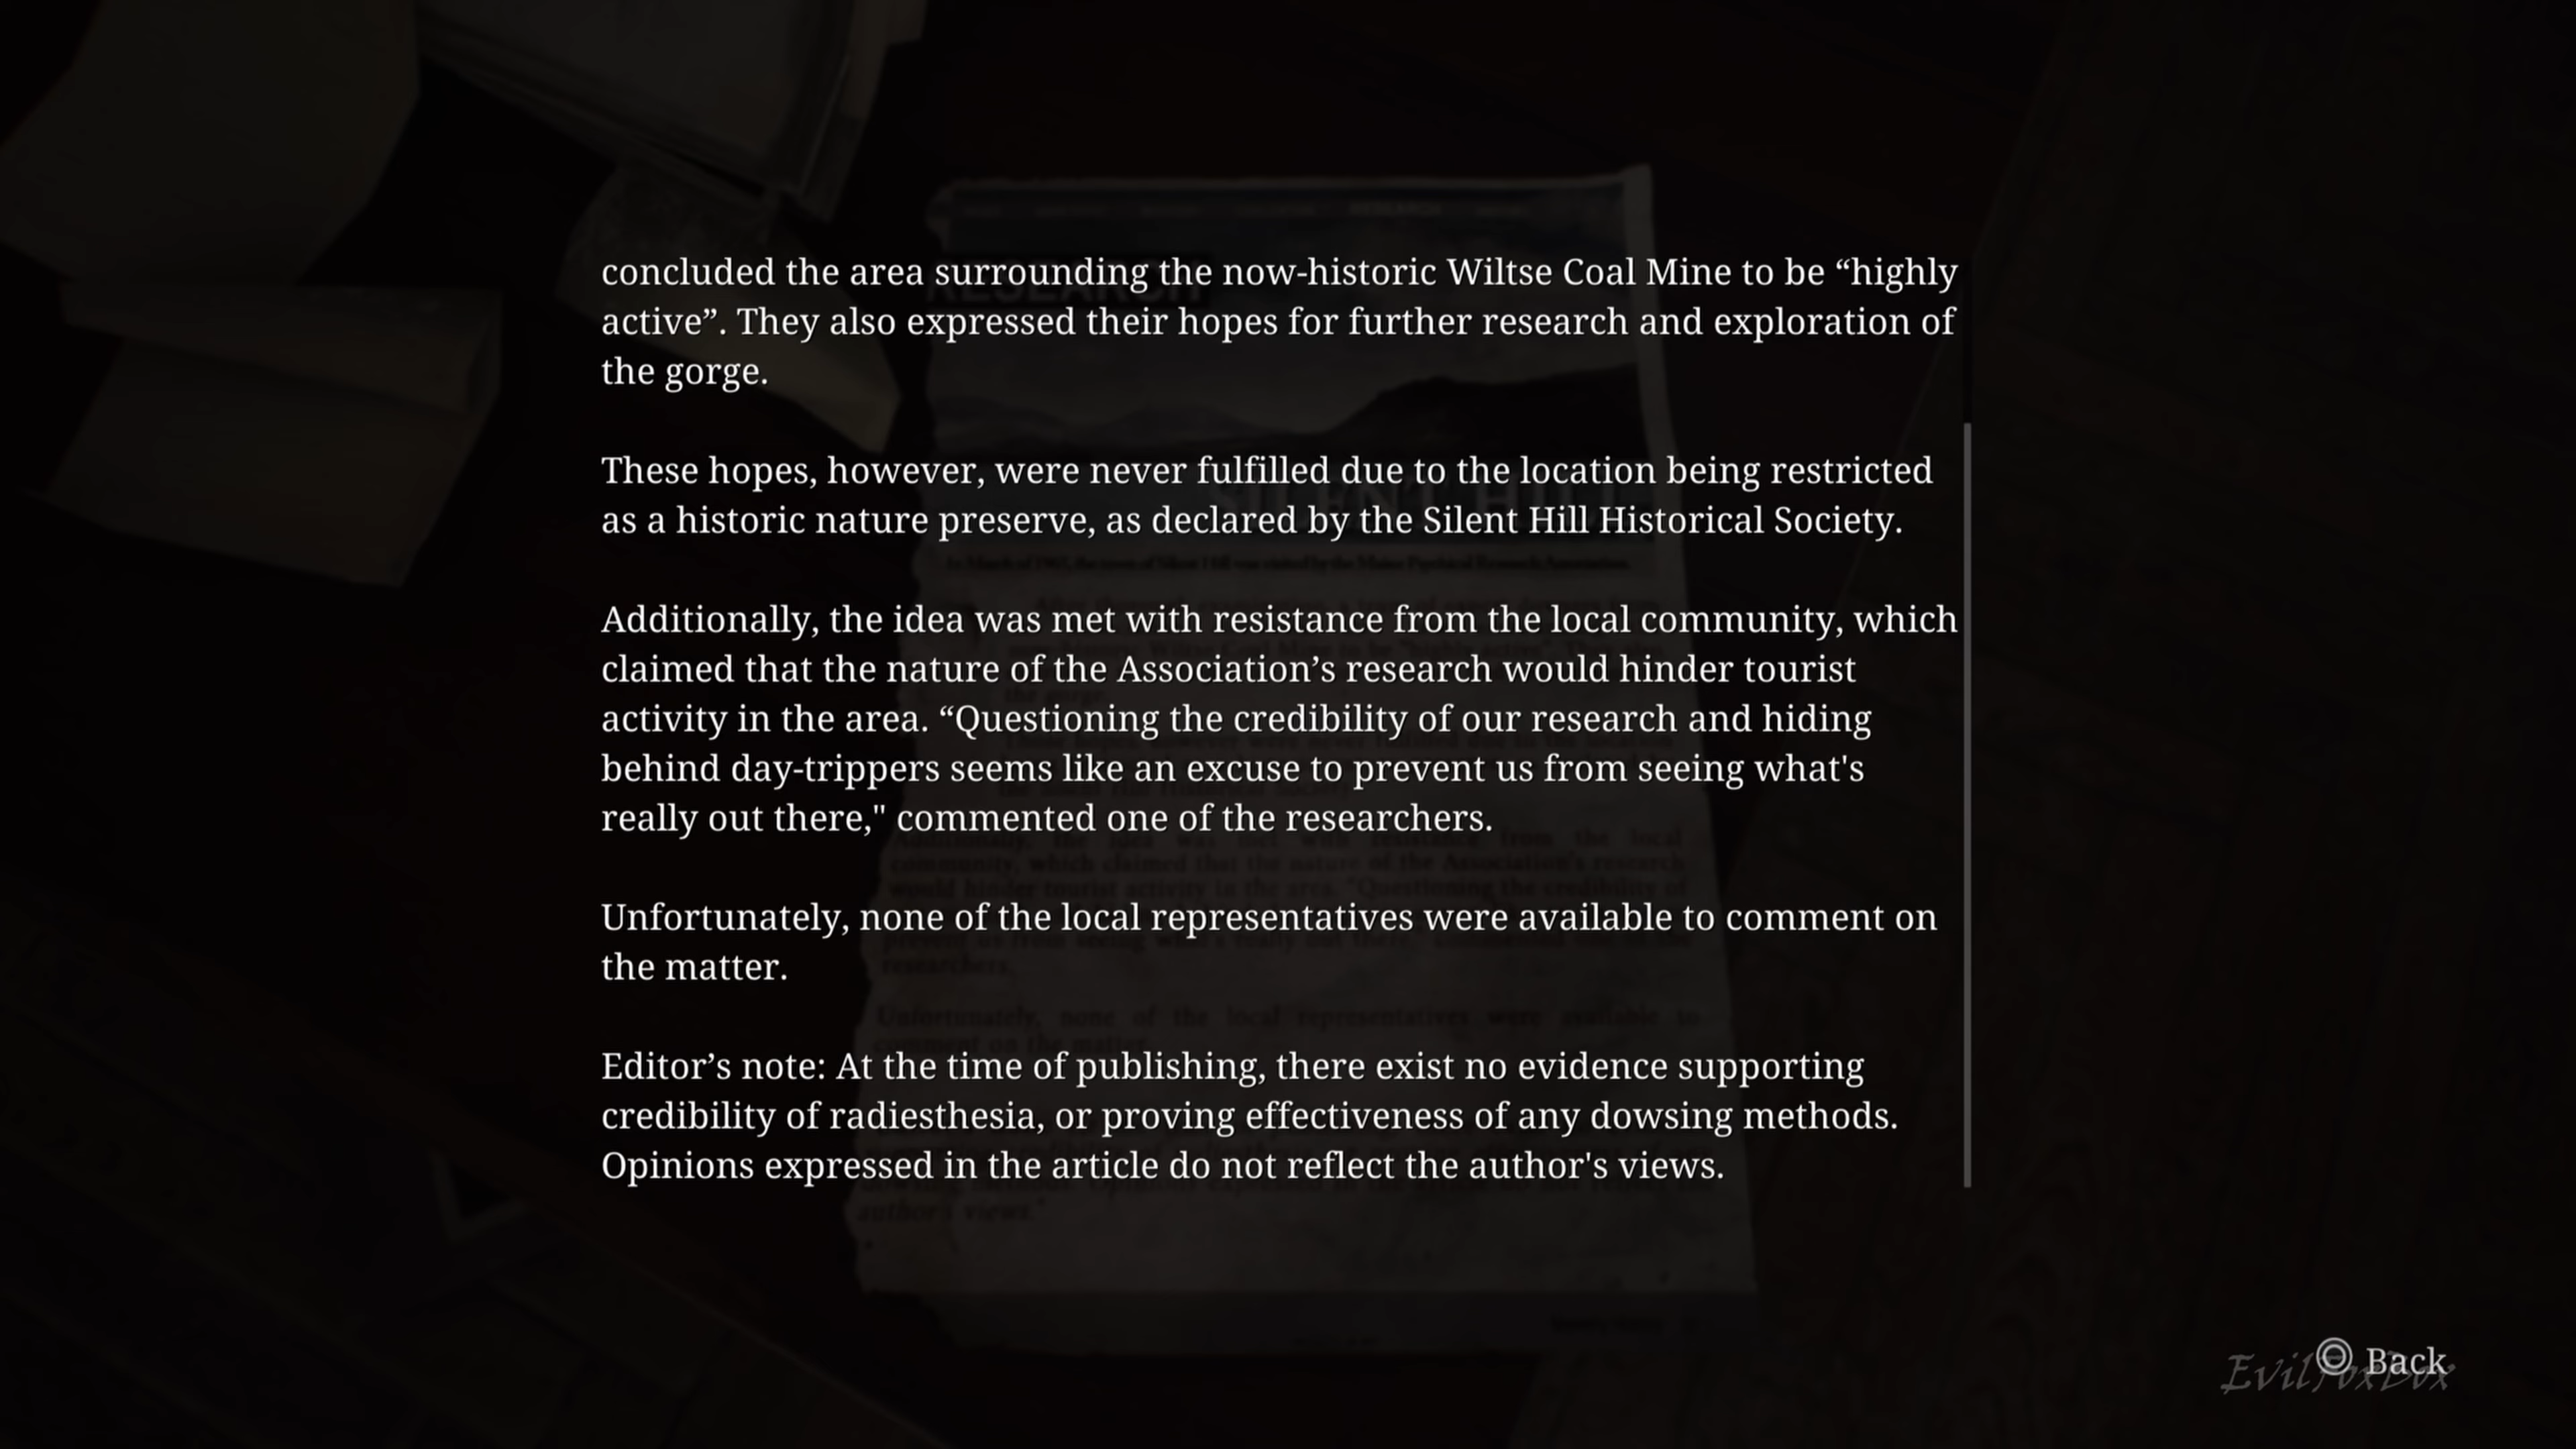 concluded the area surrounding the now-historic Wiltse Coal Mine to be “highly
active”. They also expressed their hopes for further research and exploration of
the gorge.
These hopes, however, were never fulfilled due to the location being restricted
as a historic nature preserve, as declared by the Silent Hill Historical Society.
Additionally, the idea was met with resistance from the local community, which
claimed that the nature of the Association’s research would hinder tourist
activity in the area. “Questioning the credibility of our research and hiding
behind day-trippers seems like an excuse to prevent us from seeing what's
really out there," commented one of the researchers.
Unfortunately, none of the local representatives were available to comment on
the matter.
Editor’s note: At the time of publishing, there exist no evidence supporting
credibility of radiesthesia, or proving effectiveness of any dowsing methods.
Opinions expressed in the article do not reflect the author's views.
Back
EvilFoxDox